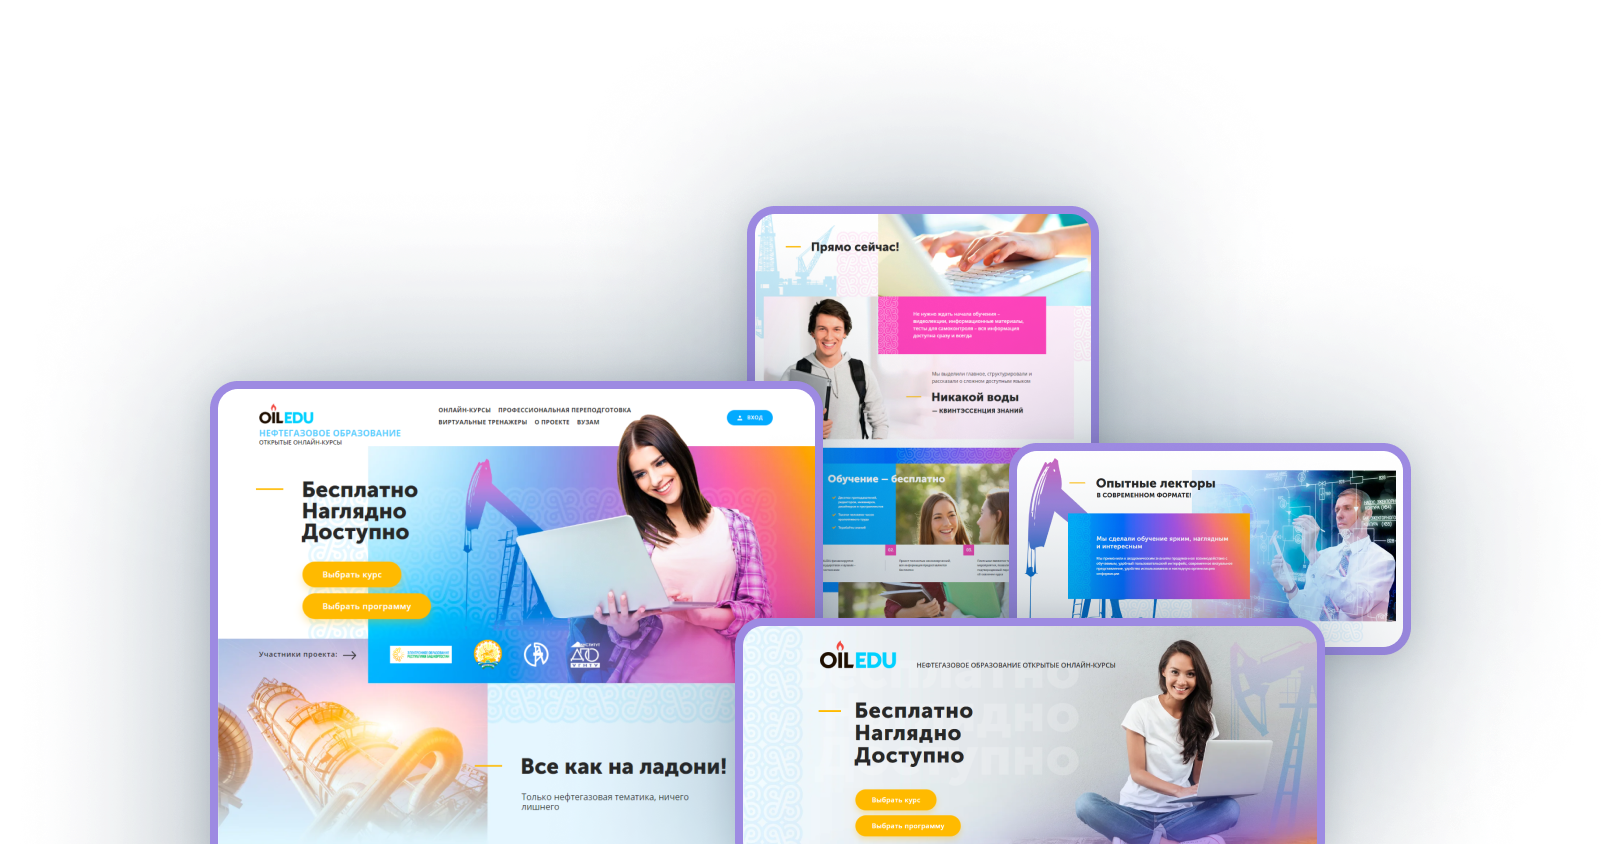 Прямо сейчас!
Не нужно ждать начала обучения –
видеолекции, информационные материалы,
тесты для самоконтроля – вся информация
доступна сразу и всегда
Мы выделили главное, структурировали и
рассказали о сложном доступным языком
Никакой воды
— КВИНТЭССЕНЦИЯ ЗНАНИЙ
Обучение — бесплатно
OILEDU
НЕФТЕГАЗОВОЕ ОБРАЗОВАНИЕ
ОТКРЫТЫЕ ОНЛАЙН-КУРСЫ
ОНЛАЙН-КУРСЫ ПРОФЕССИОНАЛЬНАЯ ПЕРЕПОДГОТОВКА
ВИРТУАЛЬНЫЕ ТРЕНАЖЕРЫ О ПРОЕКТЕ ВУЗАМ
ВХОД
Бесплатно
Наглядно
Доступно
Выбрать курс
Выбрать программу
Участники проекта:
Все как на ладони!
Только нефтегазовая тематика, ничего
лишнего
Опытные лекторы
В СОВРЕМЕННОМ ФОРМАТЕ!
Мы сделали обучение ярким, наглядным
и интересным
OILEDU
НЕФТЕГАЗОВОЕ ОБРАЗОВАНИЕ ОТКРЫТЫЕ ОНЛАЙН-КУРСЫ
Бесплатно
Наглядно
Доступно
Выбрать курс
Выбрать программу